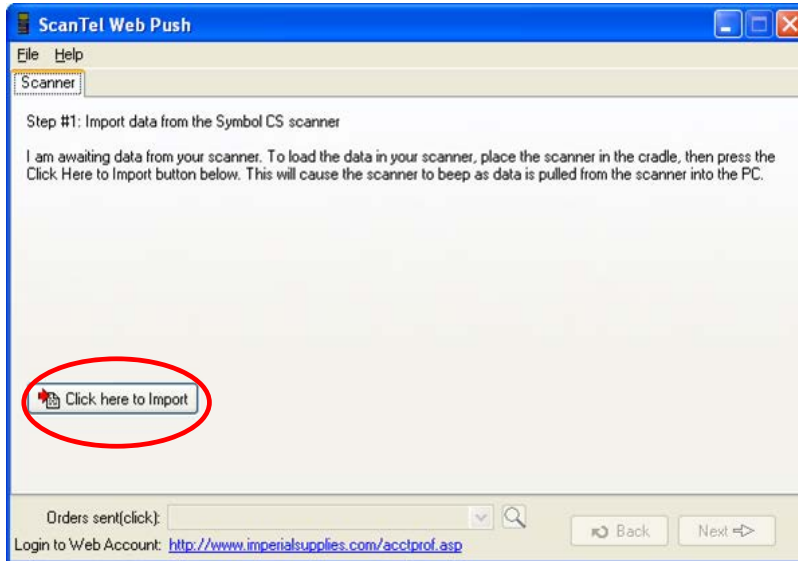 ScanTel Web Push
File Help
Scanner
Step #1: Import data from the Symbol CS scanner
I am awaiting data from your scanner. To load the data in your scanner, place the scanner in the cradle, then press the
Click Here to Import button below. This will cause the scanner to beep as data is pulled from the scanner into the PC.
Click here to Import
Orders sent(click):
Back Next
Login to Web Account: http://www.imperialsupplies.com/acctprof.asp